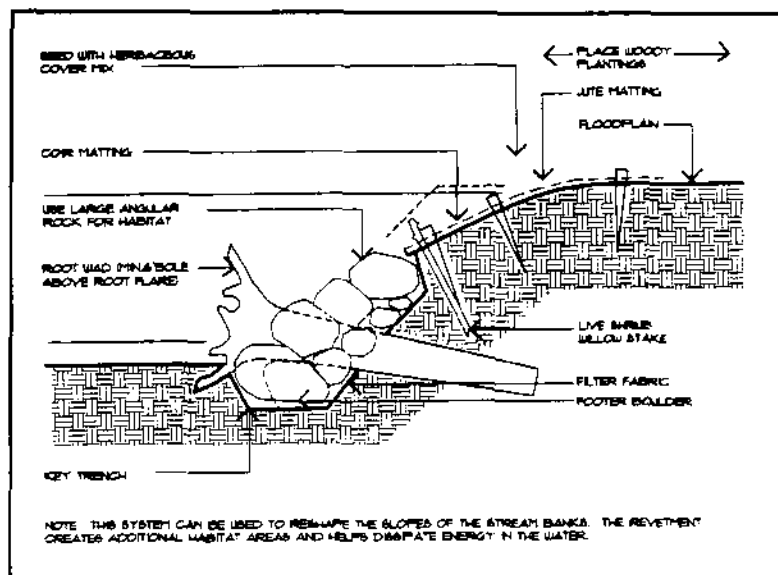 SEED WITH HERBACEOUS
COVER MIX
PLACE WOODY
PLANTINGS
JUTE MATTING
FLOODPLAIN
COIR MATTING
USE LARGE ANGULAR
ROCK FOR HABITAT
ROOT WAD (MIN. BOLE
ABOVE ROOT FLARE)
LIVE SHRUB
WILLOW STAKE
FILTER FABRIC
FOOTER BOULDER
KEY TRENCH
NOTE: THIS SYSTEM CAN BE USED TO RESHAPE THE SLOPES OF THE STREAM BANKS. THE REVETMENT
CREATES ADDITIONAL HABITAT AREAS AND HELPS DISSIPATE ENERGY IN THE WATER.